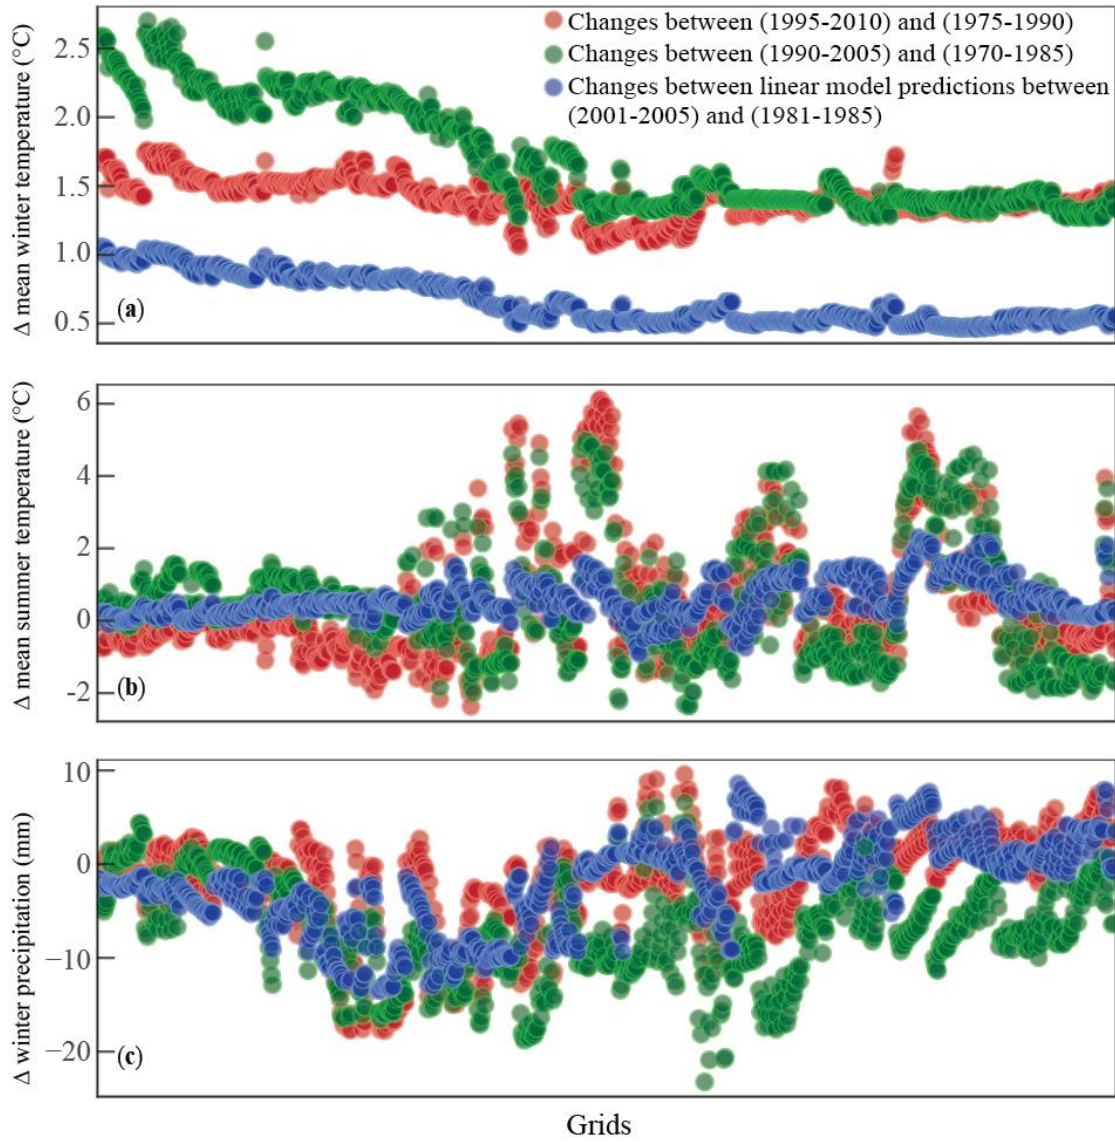 Changes between (1995-2010) and (1975-1990)
Changes between (1990-2005) and (1970-1985)
Changes between linear model predictions between
(2001-2005) and (1981-1985)
Δ mean winter temperature (°C)
2.5
2.0
1.5
1.0
0.5
(a)
Δ mean summer temperature (°C)
6
4
2
0
-2
(b)
Δ winter precipitation (mm)
10
0
−10
−20
(c)
Grids